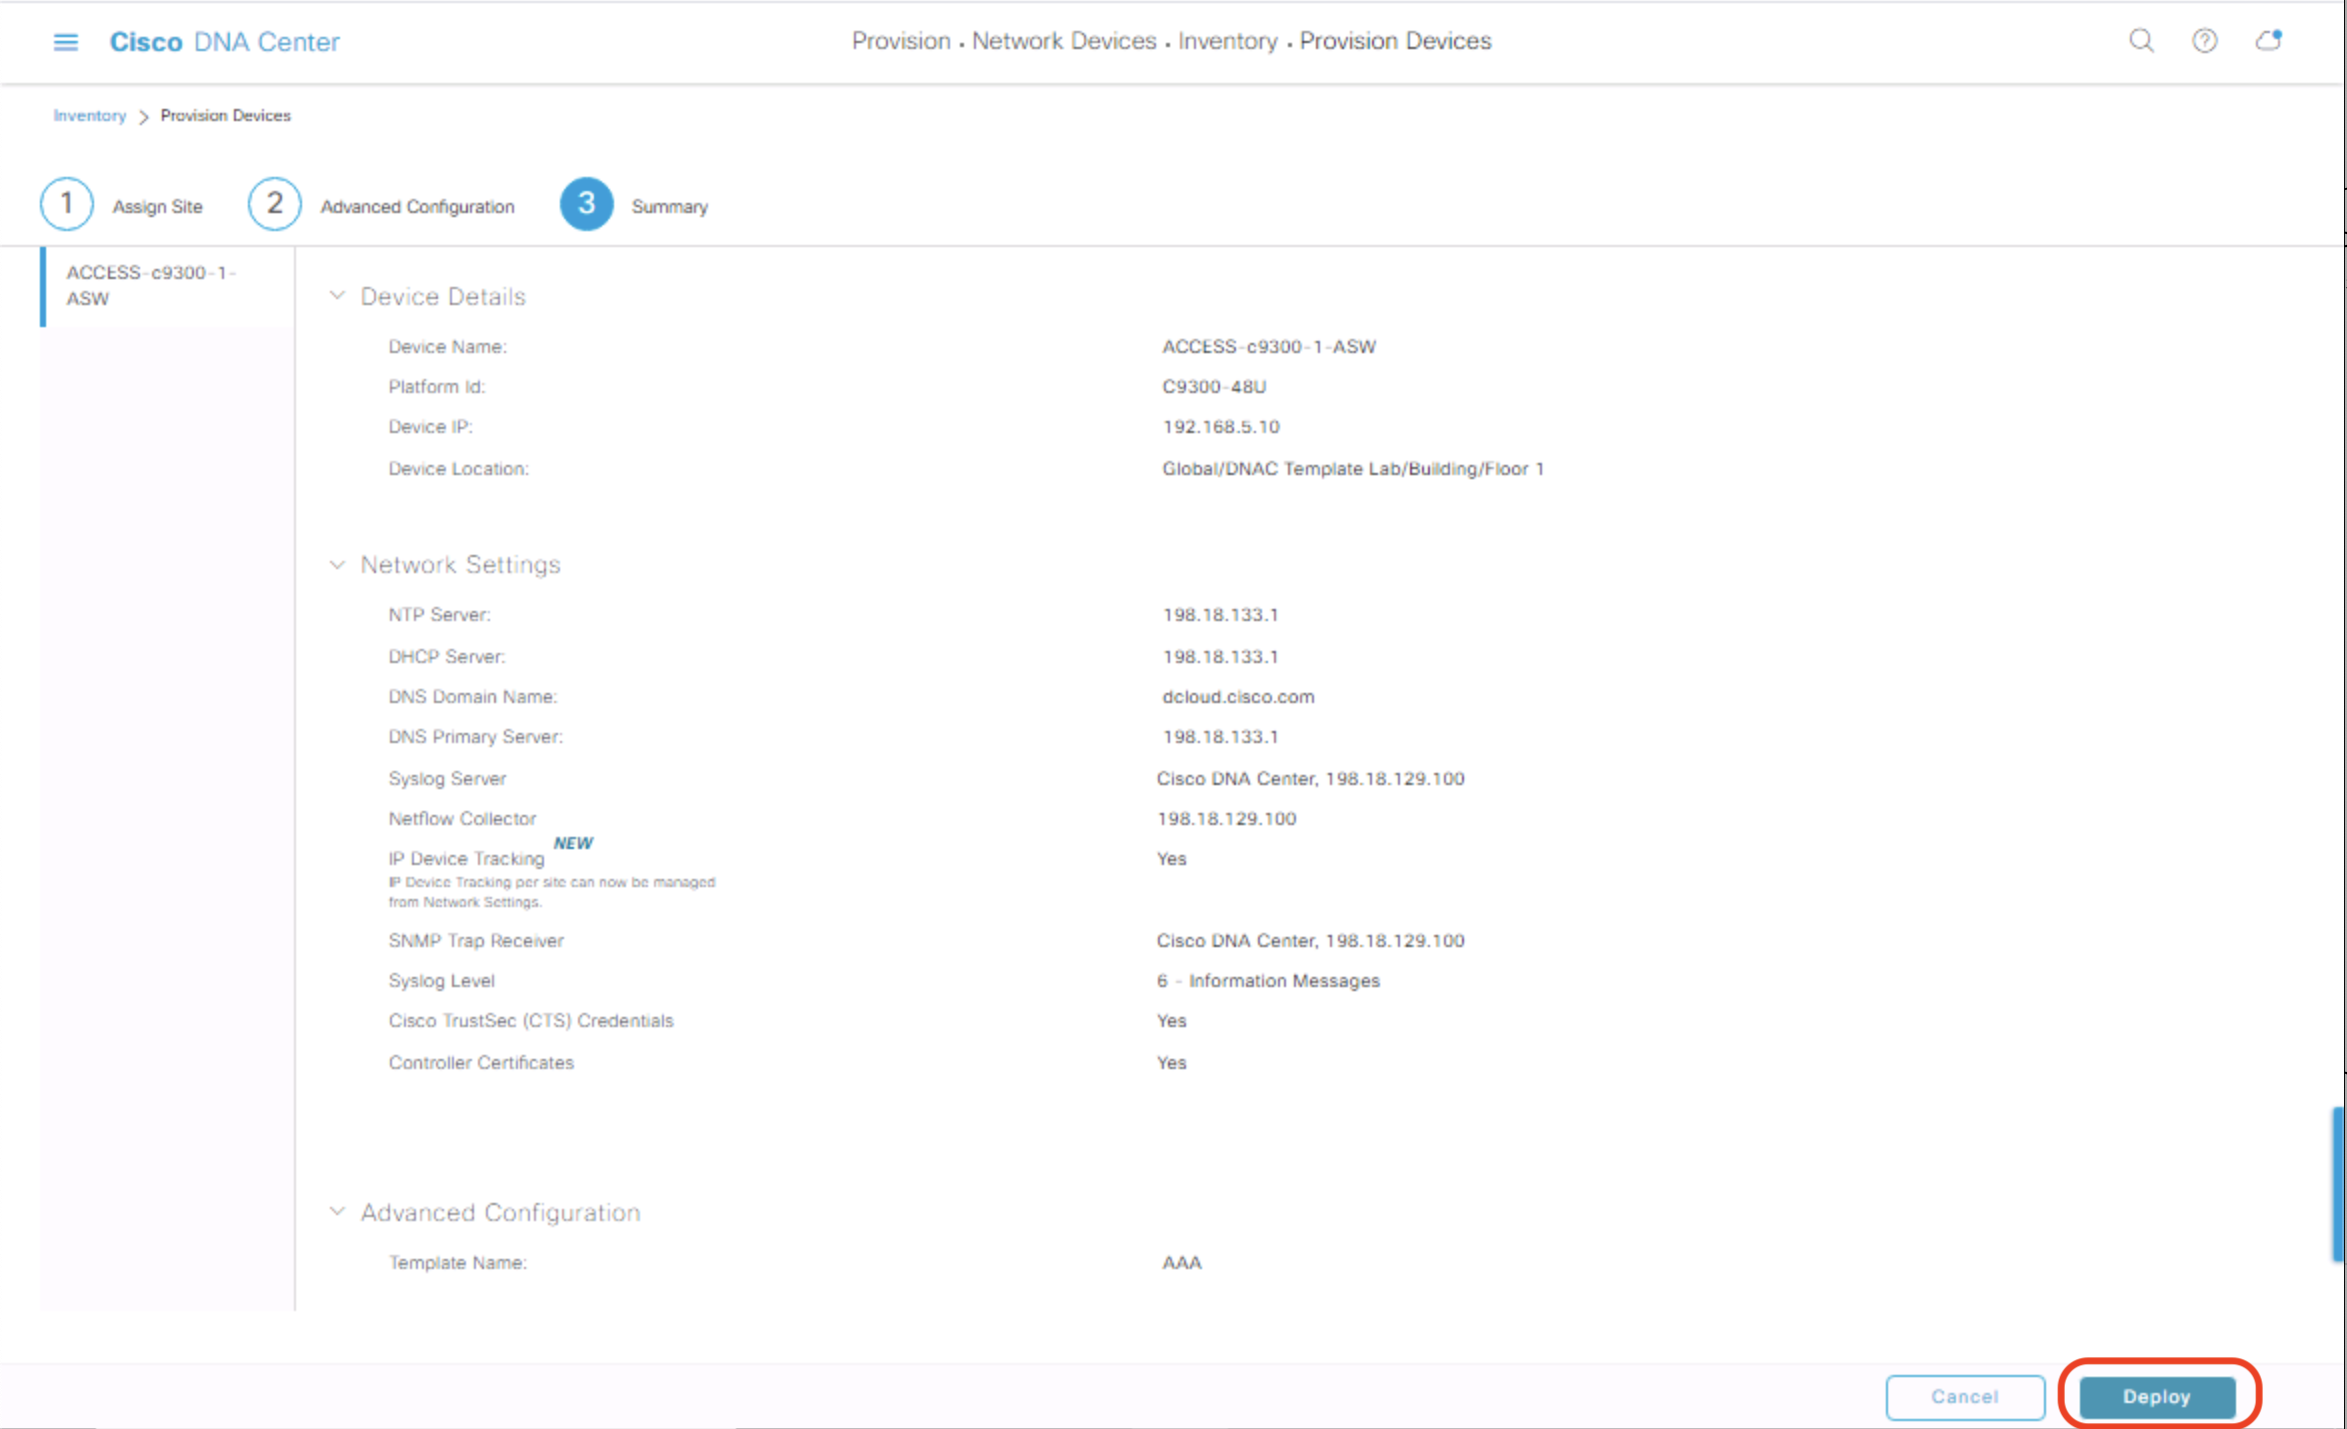 Cisco DNA Center
Provision · Network Devices · Inventory · Provision Devices
Inventory > Provision Devices
1 Assign Site 2 Advanced Configuration 3 Summary
ACCESS-c9300-1-
ASW
Device Details
Device Name: ACCESS-c9300-1-ASW
Platform Id: C9300-48U
Device IP: 192.168.5.10
Device Location: Global/DNAC Template Lab/Building/Floor 1
Network Settings
NTP Server: 198.18.133.1
DHCP Server: 198.18.133.1
DNS Domain Name: dcloud.cisco.com
DNS Primary Server: 198.18.133.1
Syslog Server Cisco DNA Center, 198.18.129.100
Netflow Collector 198.18.129.100
NEW
IP Device Tracking Yes
IP Device Tracking per site can now be managed
from Network Settings.
SNMP Trap Receiver Cisco DNA Center, 198.18.129.100
Syslog Level 6 - Information Messages
Cisco TrustSec (CTS) Credentials Yes
Controller Certificates Yes
Advanced Configuration
Template Name: AAA
Cancel Deploy